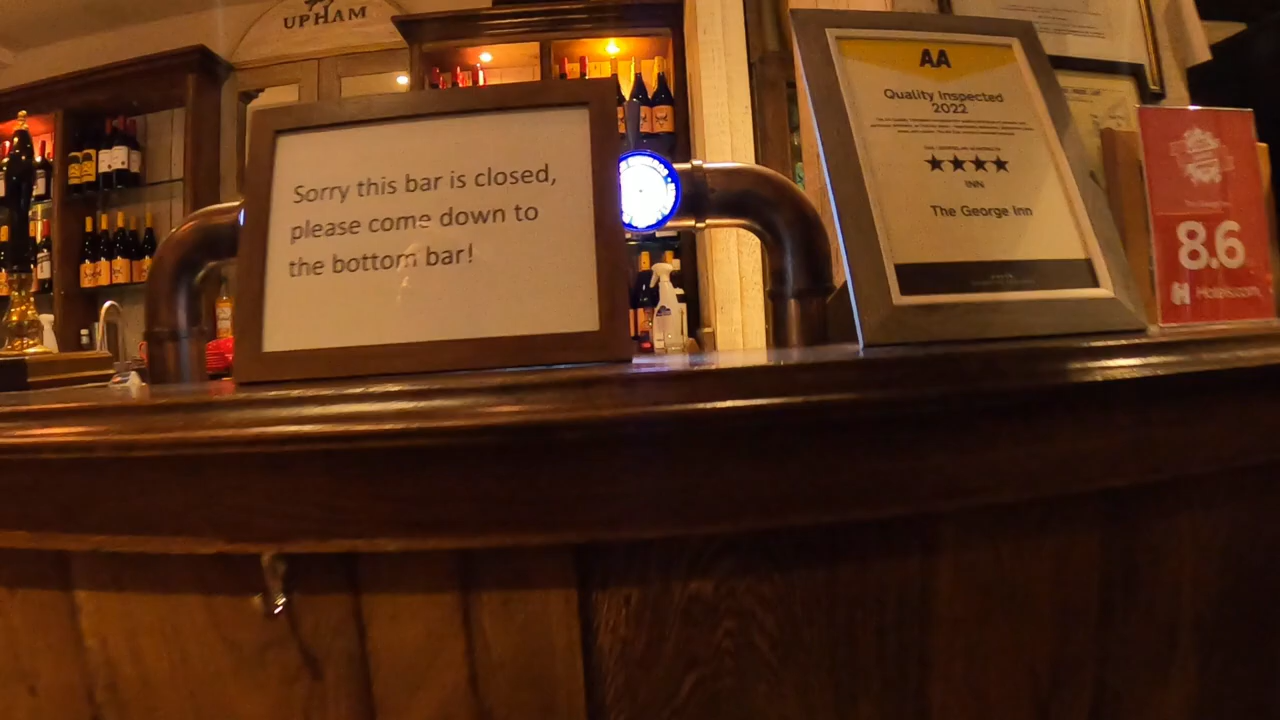 UPHAM
Sorry this bar is closed,
please come down to
the bottom bar!
AA
Quality Inspected
2022
★★★★
INN
The George Inn
8.6
Hotels.com